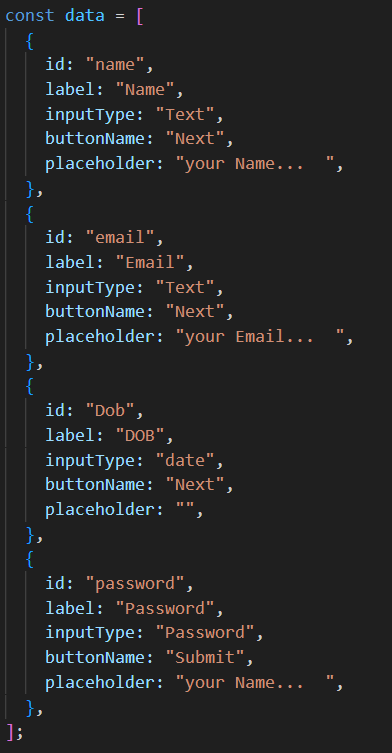 const data = [
  {
    id: "name",
    label: "Name",
    inputType: "Text",
    buttonName: "Next",
    placeholder: "your Name...  ",
  },
  {
    id: "email",
    label: "Email",
    inputType: "Text",
    buttonName: "Next",
    placeholder: "your Email...  ",
  },
  {
    id: "Dob",
    label: "DOB",
    inputType: "date",
    buttonName: "Next",
    placeholder: "",
  },
  {
    id: "password",
    label: "Password",
    inputType: "Password",
    buttonName: "Submit",
    placeholder: "your Name...  ",
  },
];